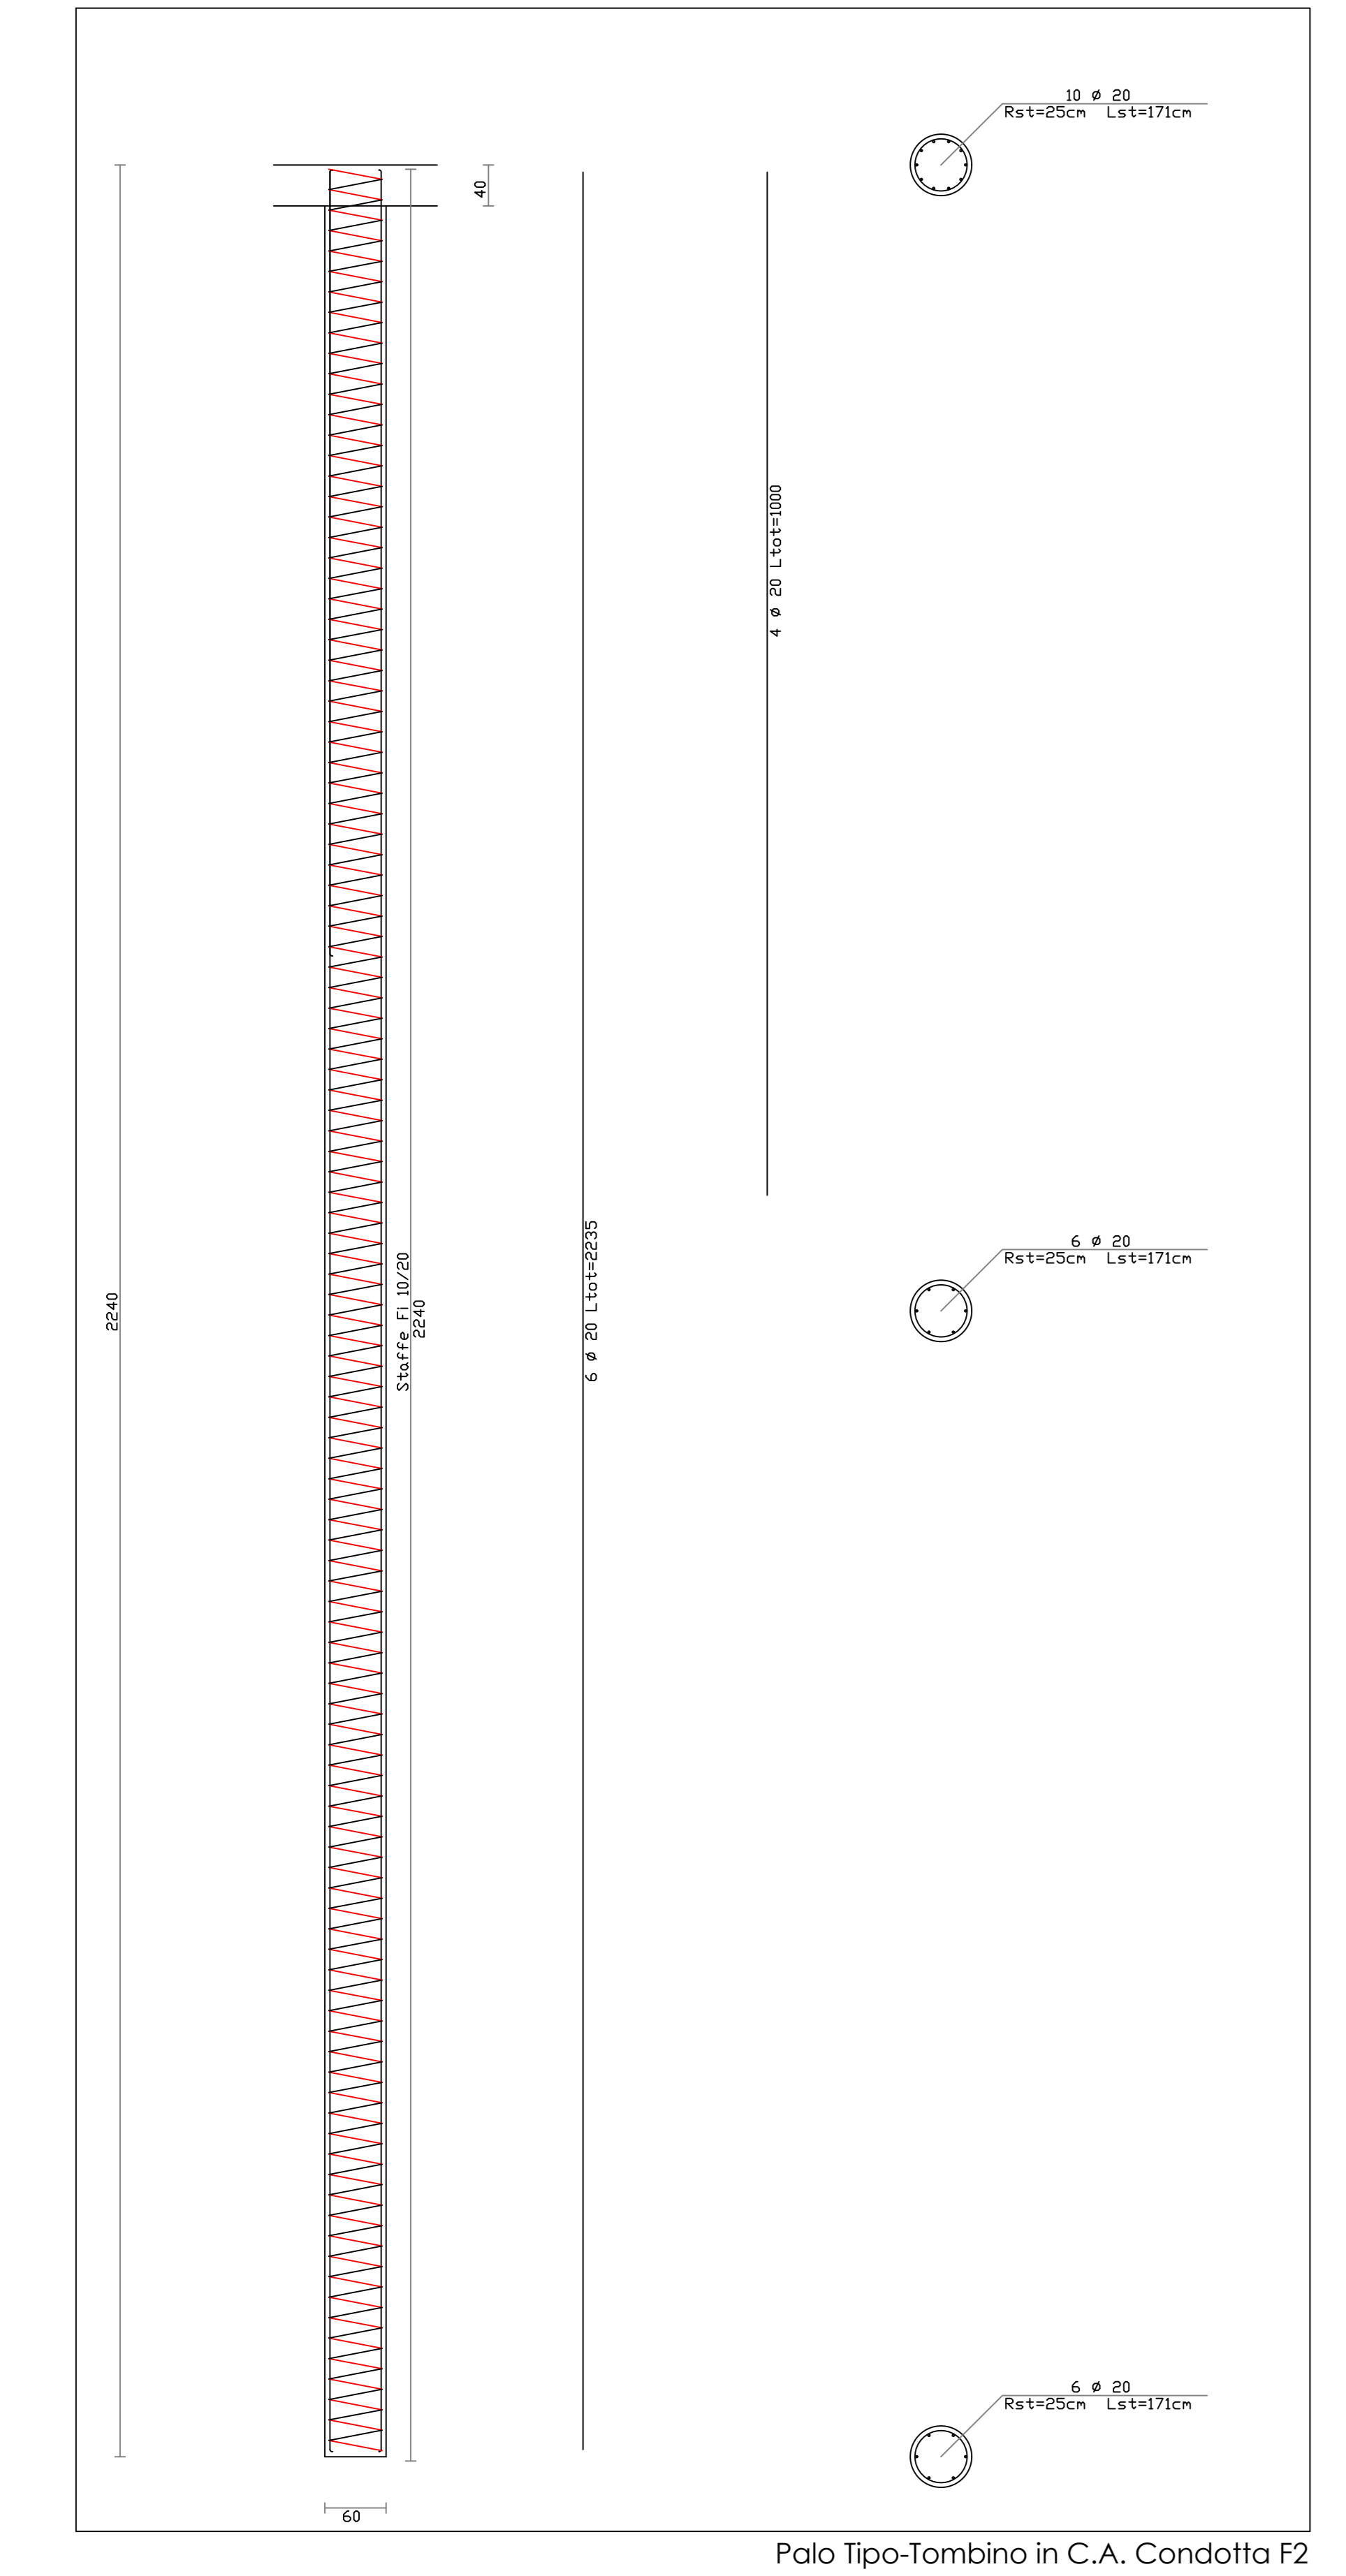 10 ø 20
Rst=25cm Lst=171cm
40
4 ø 20 Ltot=1000
6 ø 20 Ltot=2235
6 ø 20
Rst=25cm Lst=171cm
2240
Staffe Fi 10/20
2240
6 ø 20
Rst=25cm Lst=171cm
60
Palo Tipo-Tombino in C.A. Condotta F2